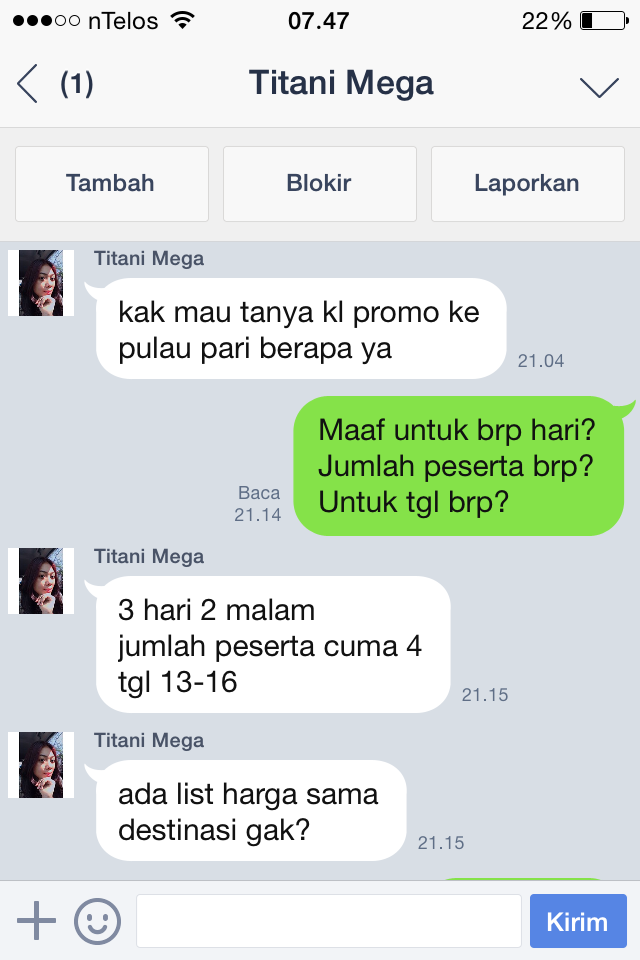 nTelos
07.47
22%
(1)
Titani Mega
Tambah
Blokir
Laporkan
Titani Mega
kak mau tanya kl promo ke
pulau pari berapa ya
21.04
Maaf untuk brp hari?
Jumlah peserta brp?
Untuk tgl brp?
Baca
21.14
Titani Mega
3 hari 2 malam
jumlah peserta cuma 4
tgl 13-16
21.15
Titani Mega
ada list harga sama
destinasi gak?
21.15
Kirim